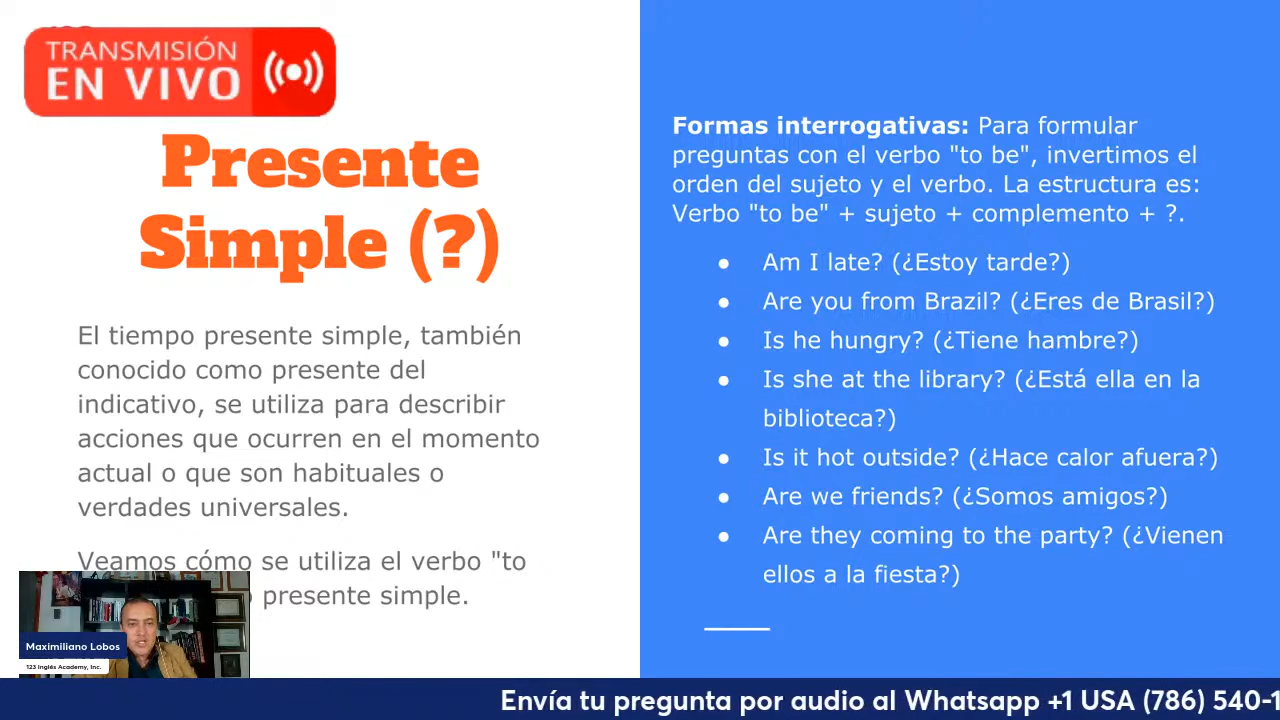 TRANSMISIÓN
EN VIVO
Presente
Simple (?)
El tiempo presente simple, también
conocido como presente del
indicativo, se utiliza para describir
acciones que ocurren en el momento
actual o que son habituales o
verdades universales.
Veamos cómo se utiliza el verbo "to
presente simple.
Maximiliano Lobos
123 Inglés Academy, Inc.
Formas interrogativas: Para formular
preguntas con el verbo "to be", invertimos el
orden del sujeto y el verbo. La estructura es:
Verbo "to be" + sujeto + complemento + ?.
● Am I late? (¿Estoy tarde?)
● Are you from Brazil? (¿Eres de Brasil?)
● Is he hungry? (¿Tiene hambre?)
● Is she at the library? (¿Está ella en la
biblioteca?)
● Is it hot outside? (¿Hace calor afuera?)
● Are we friends? (¿Somos amigos?)
● Are they coming to the party? (¿Vienen
ellos a la fiesta?)
Envía tu pregunta por audio al Whatsapp +1 USA (786) 540-1